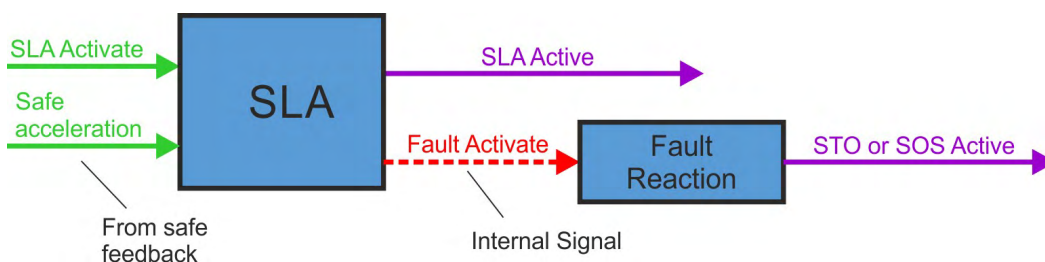 SLA Activate
Safe
acceleration
From safe
feedback
SLA
SLA Active
Fault Activate
Internal Signal
Fault
Reaction
STO or SOS Active